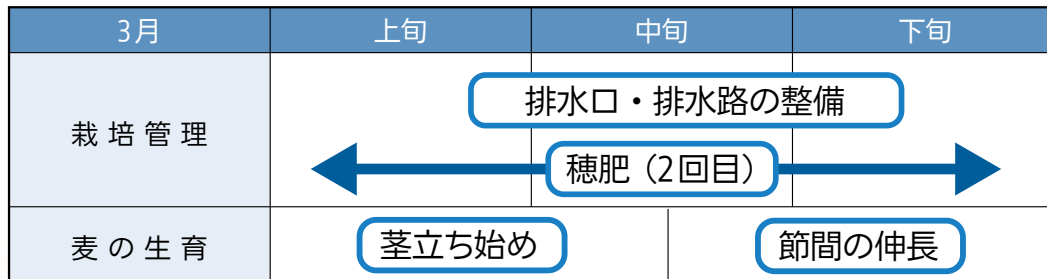 3月 上旬 中旬 下旬
栽培管理
排水口・排水路の整備
穂肥（2回目）
麦の生育 茎立ち始め 節間の伸長